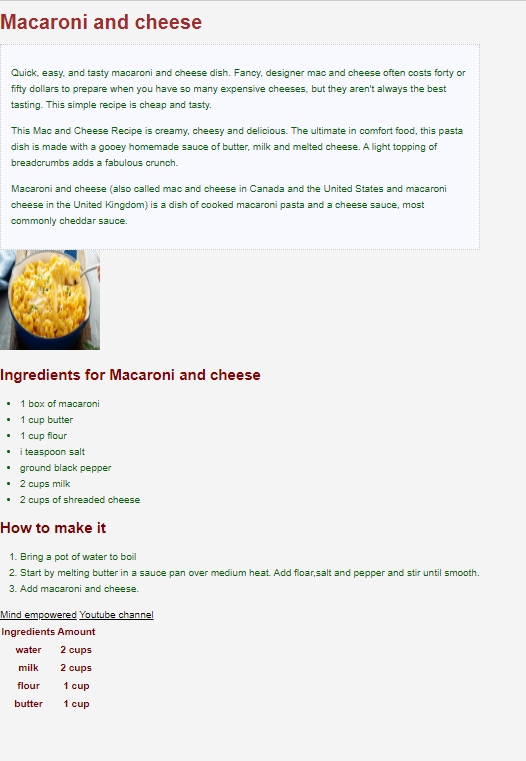 Macaroni and cheese
Quick, easy, and tasty macaroni and cheese dish. Fancy, designer mac and cheese often costs forty or
fifty dollars to prepare when you have so many expensive cheeses, but they aren't always the best
tasting. This simple recipe is cheap and tasty.
This Mac and Cheese Recipe is creamy, cheesy and delicious. The ultimate in comfort food, this pasta
dish is made with a gooey homemade sauce of butter, milk and melted cheese. A light topping of
breadcrumbs adds a fabulous crunch.
Macaroni and cheese (also called mac and cheese in Canada and the United States and macaroni
cheese in the United Kingdom) is a dish of cooked macaroni pasta and a cheese sauce, most
commonly cheddar sauce.
Ingredients for Macaroni and cheese
• 1 box of macaroni
• 1 cup butter
• 1 cup flour
• i teaspoon salt
• ground black pepper
• 2 cups milk
• 2 cups of shreaded cheese
How to make it
1. Bring a pot of water to boil
2. Start by melting butter in a sauce pan over medium heat. Add floar,salt and pepper and stir until smooth.
3. Add macaroni and cheese.
Mind empowered Youtube channel
Ingredients Amount
water 2 cups
milk 2 cups
flour 1 cup
butter 1 cup